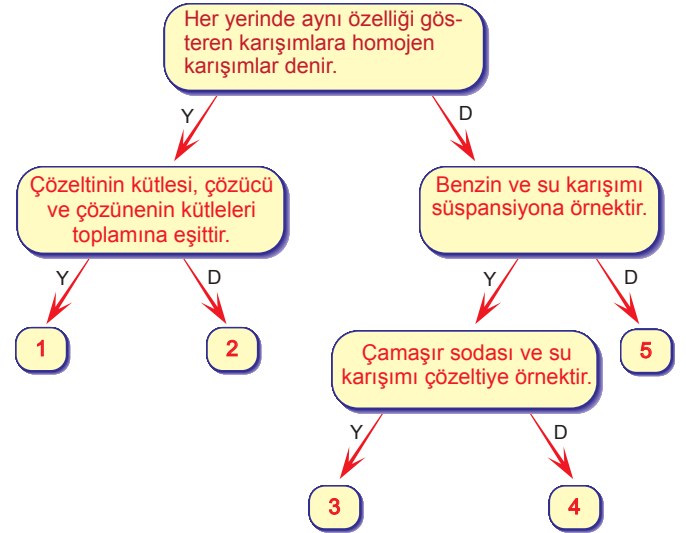 Her yerinde aynı özelliği gös-
teren karışımlara homojen
karışımlar denir.
Y
D
Çözeltinin kütlesi, çözücü
ve çözünenin kütleleri
toplamına eşittir.
Benzin ve su karışımı
süspansiyona örnektir.
Y
D
Y
D
1
2
Çamaşır sodası ve su
karışımı çözeltiye örnektir.
5
Y
D
3
4